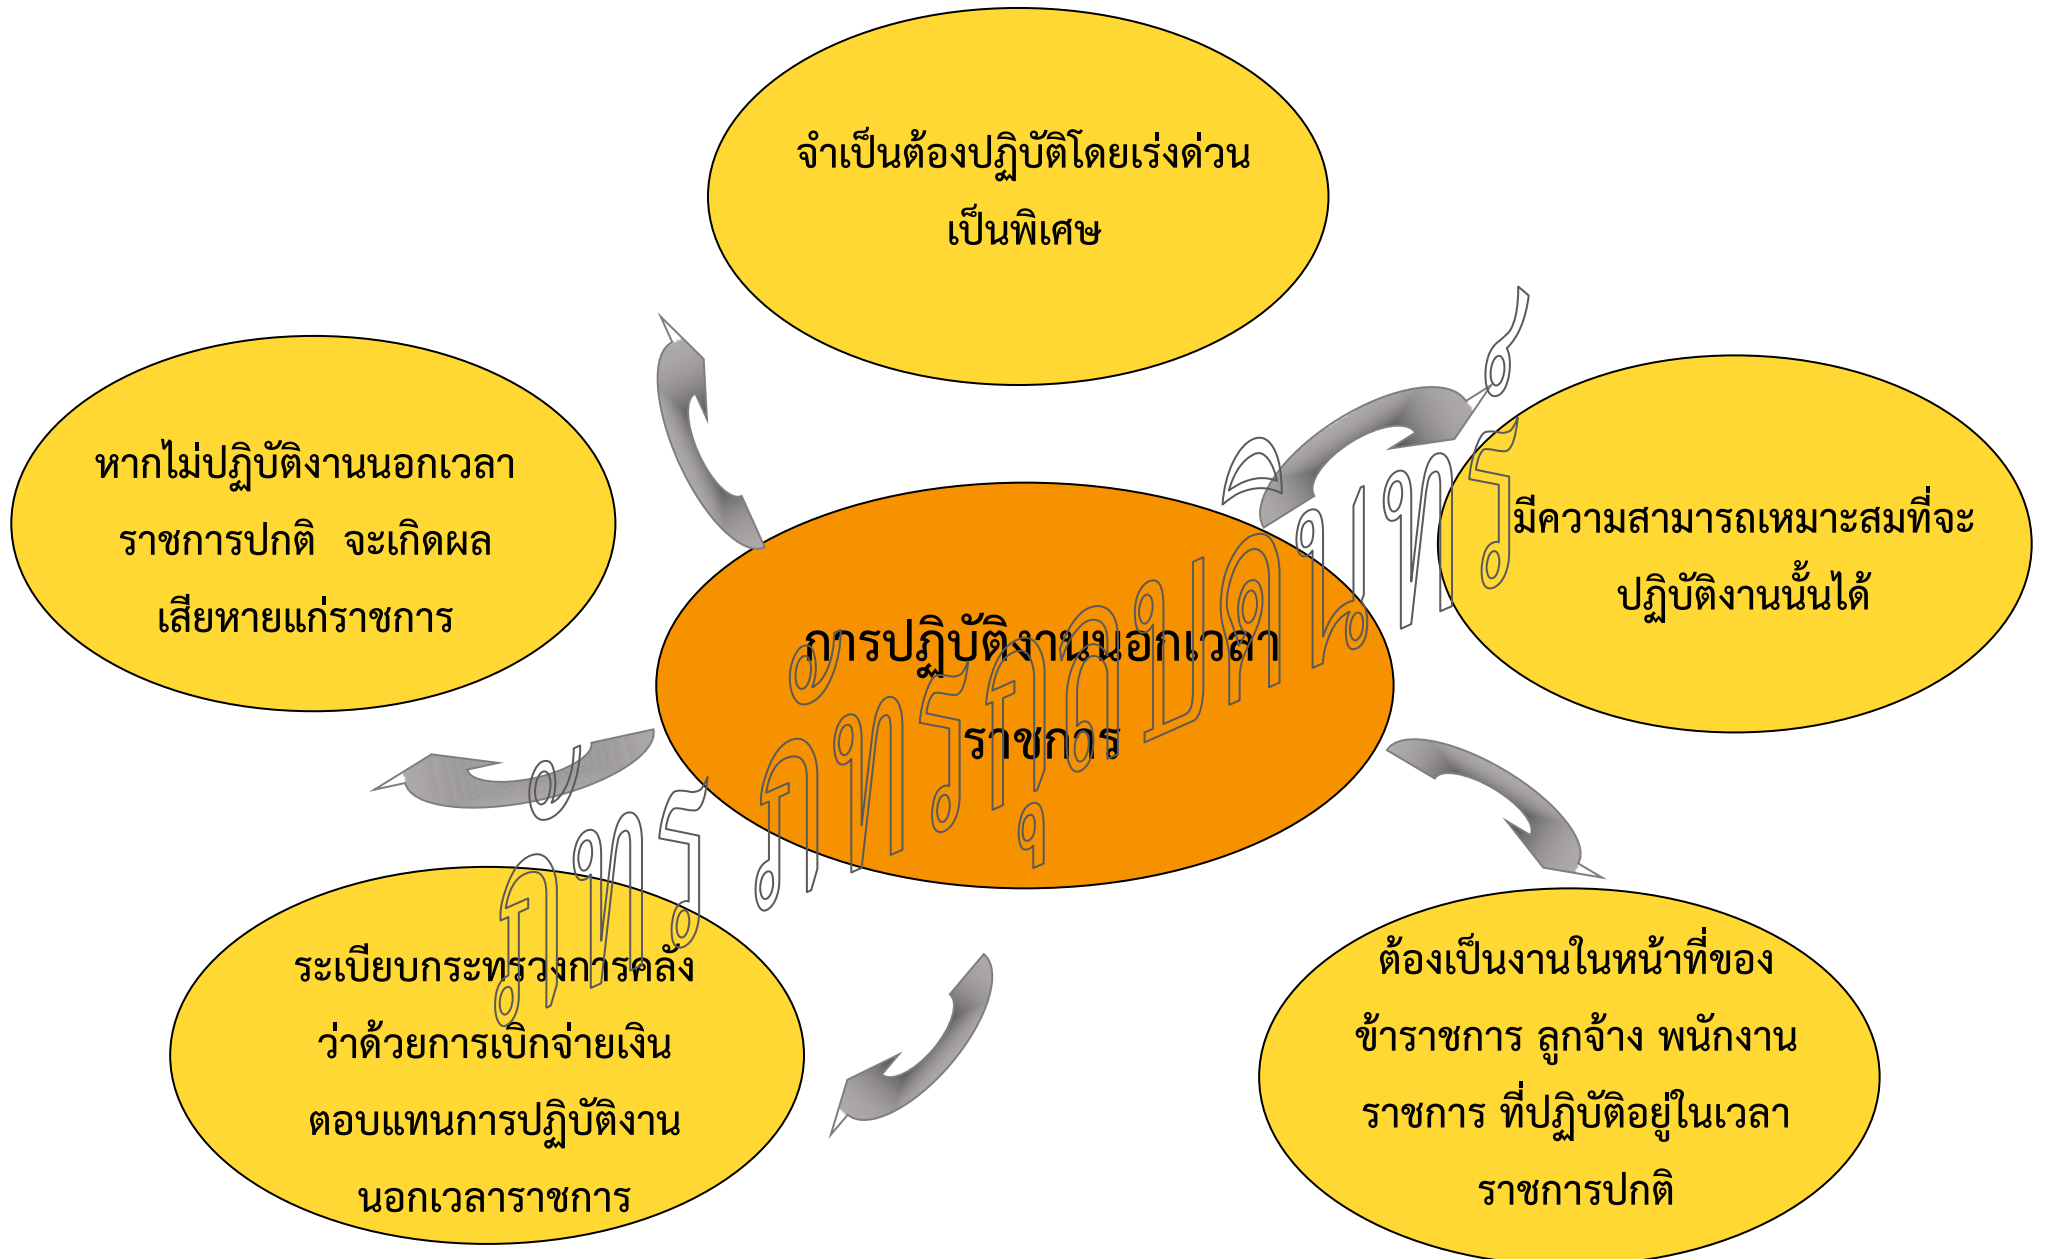 จำเป็นต้องปฏิบัติโดยเร่งด่วน
เป็นพิเศษ
หากไม่ปฏิบัติงานนอกเวลา
ราชการปกติ จะเกิดผล
เสียหายแก่ราชการ
มีความสามารถเหมาะสมที่จะ
ปฏิบัติงานนั้นได้
การปฏิบัติงานนอกเวลา
ราชการ
ระเบียบกระทรวงการคลัง
ว่าด้วยการเบิกจ่ายเงิน
ตอบแทนการปฏิบัติงาน
นอกเวลาราชการ
ต้องเป็นงานในหน้าที่ของ
ข้าราชการ ลูกจ้าง พนักงาน
ราชการ ที่ปฏิบัติอยู่ในเวลา
ราชการปกติ
ภัทร ภัทรกุลบดินทร์